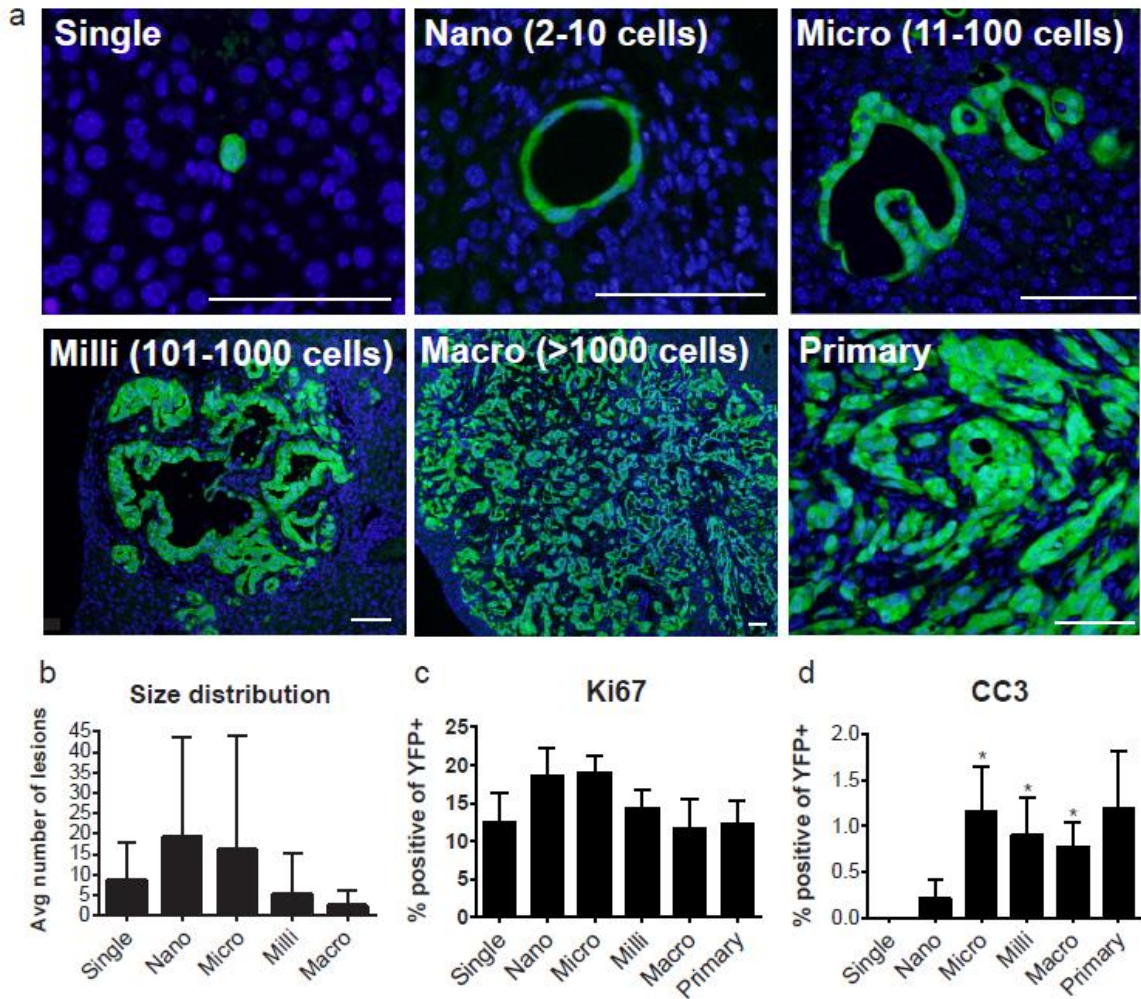 a
Single
Nano (2-10 cells)
Micro (11-100 cells)
Milli (101-1000 cells)
Macro (>1000 cells)
Primary
b
Size distribution
Avg number of lesions
45
40
35
30
25
20
15
10
5
0
Single
Nano
Micro
Milli
Macro
c
Ki67
% positive of YFP+
25
20
15
10
5
0
Single
Nano
Micro
Milli
Macro
Primary
d
CC3
% positive of YFP+
2.0
1.5
1.0
0.5
0.0
*
*
*
Single
Nano
Micro
Milli
Macro
Primary